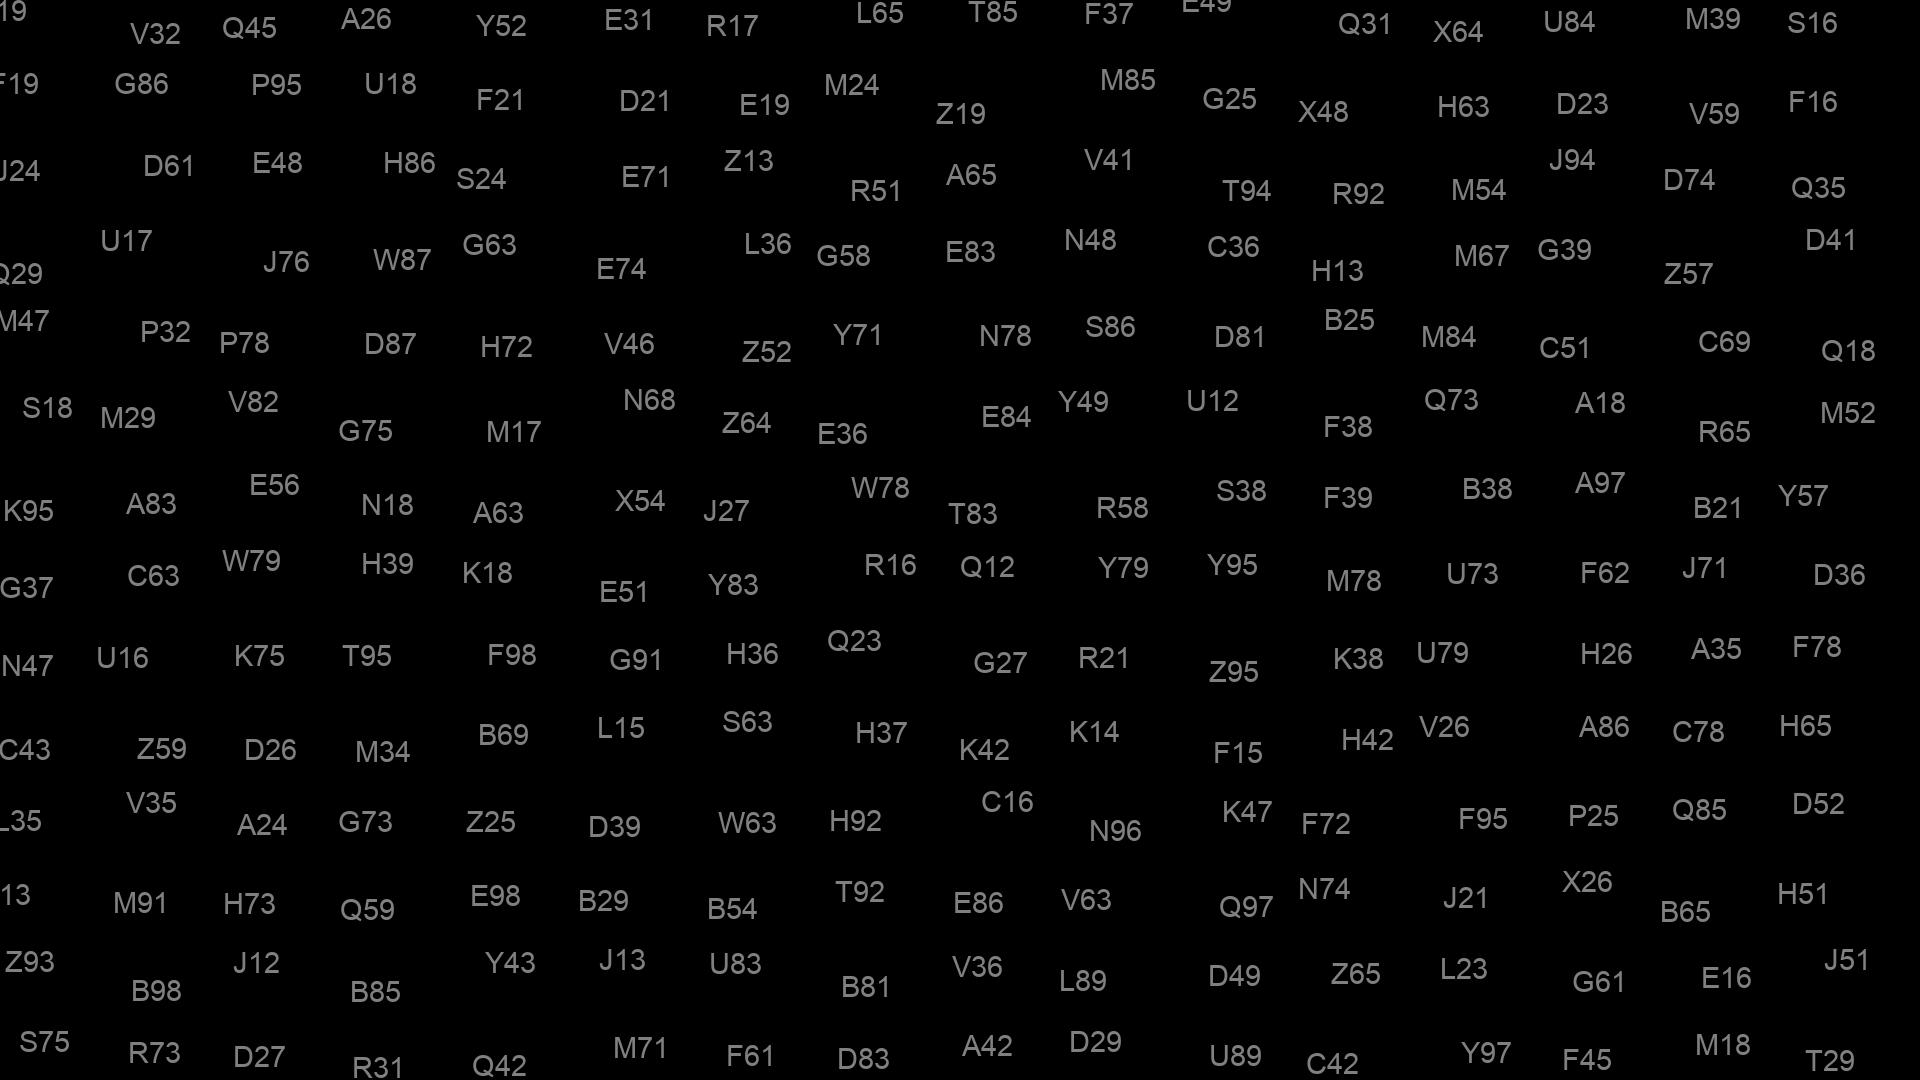 19 V32 Q45 A26 Y52 E31 R17 L65 T85 F37 E49 Q31 X64 U84 M39 S16
F19 G86 P95 U18 F21 D21 E19 M24 Z19 M85 G25 X48 H63 D23 V59 F16
J24 D61 E48 H86 S24 E71 Z13 R51 A65 V41 T94 R92 M54 J94 D74 Q35
Q29 U17 J76 W87 G63 E74 L36 G58 E83 N48 C36 H13 M67 G39 Z57 D41
M47 P32 P78 D87 H72 V46 Z52 Y71 N78 S86 D81 B25 M84 C51 C69 Q18
S18 M29 V82 G75 M17 N68 Z64 E36 E84 Y49 U12 F38 Q73 A18 R65 M52
K95 A83 E56 N18 A63 X54 J27 W78 T83 R58 S38 F39 B38 A97 B21 Y57
G37 C63 W79 H39 K18 E51 Y83 R16 Q12 Y79 Y95 M78 U73 F62 J71 D36
N47 U16 K75 T95 F98 G91 H36 Q23 G27 R21 Z95 K38 U79 H26 A35 F78
C43 Z59 D26 M34 B69 L15 S63 H37 K42 K14 F15 H42 V26 A86 C78 H65
L35 V35 A24 G73 Z25 D39 W63 H92 C16 N96 K47 F72 F95 P25 Q85 D52
13 M91 H73 Q59 E98 B29 B54 T92 E86 V63 Q97 N74 J21 X26 B65 H51
Z93 B98 J12 B85 Y43 J13 U83 B81 V36 L89 D49 Z65 L23 G61 E16 J51
S75 R73 D27 R31 Q42 M71 F61 D83 A42 D29 U89 C42 Y97 F45 M18 T29